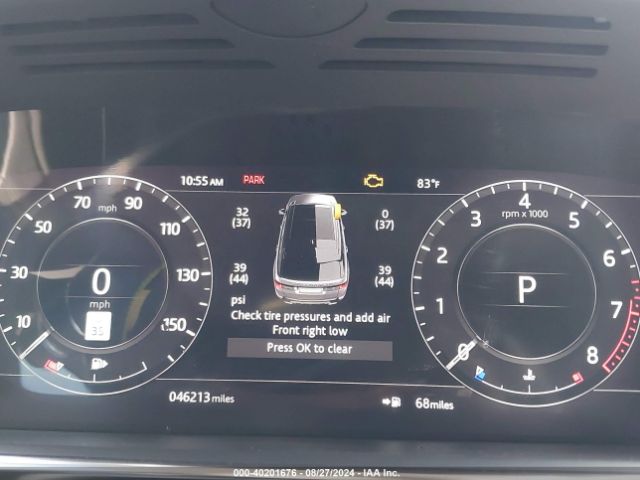 10:55 AM PARK 83°F
32 0
(37) (37)
39 39
(44) (44)
psi
Check tire pressures and add air
Front right low
Press OK to clear
10 30 50 70 90 110 130 150
mph
0
mph
35
046213 miles
0 1 2 3 4 5 6 7 8
rpm x 1000
P
68 miles
000-40201676 - 08/27/2024 - IAA Inc.